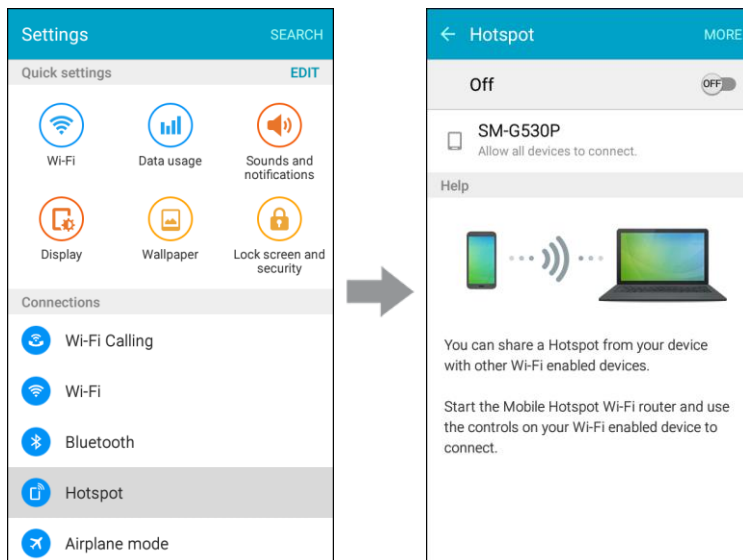 Settings
SEARCH
Quick settings
EDIT
Wi-Fi
Data usage
Sounds and
notifications
Display
Wallpaper
Lock screen and
security
Connections
Wi-Fi Calling
Wi-Fi
Bluetooth
Hotspot
Airplane mode
Hotspot
MORE
Off
OFF
SM-G530P
Allow all devices to connect.
Help
You can share a Hotspot from your device
with other Wi-Fi enabled devices.
Start the Mobile Hotspot Wi-Fi router and use
the controls on your Wi-Fi enabled device to
connect.